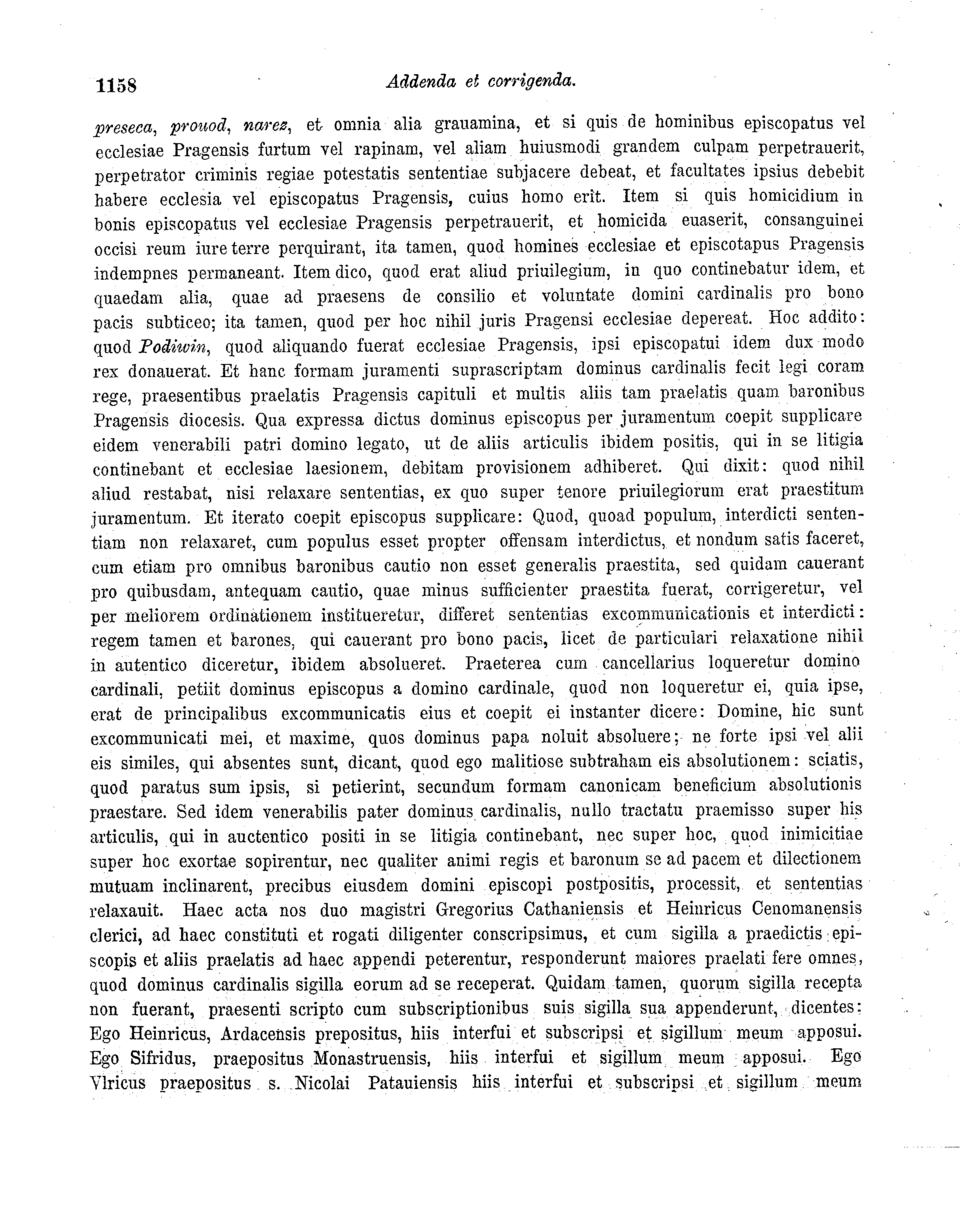 1158
Addenda et corrigenda.
preseca, prouod, narez, et omnia alia grauamina, et si quis de hominibus episcopatus vel
ecclesiae Pragensis furtum vel rapinam, vel aliam huiusmodi grandem culpam perpetrauerit,
perpetrator criminis regiae potestatis sententiae subjacere debeat, et facultates ipsius debebit
habere ecclesia vel episcopatus Pragensis, cuius homo erit. Item si quis homicidium in
bonis episcopatus vel ecclesiae Pragensis perpetrauerit, et homicida euaserit, consanguinei
occisi reum iure terre perquirant, ita tamen, quod homines ecclesiae et episcotapus Pragensis
indempnes permaneant. Item dico, quod erat aliud priuilegium, in quo continebatur idem, et
quaedam alia, quae ad praesens de consilio et voluntate domini cardinalis pro bono
pacis subticeo; ita tamen, quod per hoc nihil juris Pragensi ecclesiae depereat. Hoc addito:
quod Podiwin, quod aliquando fuerat ecclesiae Pragensis, ipsi episcopatui idem dux modo
rex donauerat. Et hanc formam juramenti suprascriptam dominus cardinalis fecit legi coram
rege, praesentibus praelatis Pragensis capituli et multis aliis tam praelatis quam baronibus
Pragensis diocesis. Qua expressa dictus dominus episcopus per juramentum coepit supplicare
eidem venerabili patri domino legato, ut de aliis articulis ibidem positis, qui in se litigia
continebant et ecclesiae laesionem, debitam provisionem adhiberet. Qui dixit: quod nihil
aliud restabat, nisi relaxare sententias, ex quo super tenore priuilegiorum erat praestitum
juramentum. Et iterato coepit episcopus supplicare: Quod, quoad populum, interdicti senten-
tiam non relaxaret, cum populus esset propter offensam interdictus, et nondum satis faceret,
cum etiam pro omnibus baronibus cautio non esset generalis praestita, sed quidam cauerant
pro quibusdam, antequam cautio, quae minus sufficienter praestita fuerat, corrigeretur, vel
per meliorem ordinationem institueretur, differet sententias excommunicationis et interdicti:
regem tamen et barones, qui cauerant pro bono pacis, licet de particulari relaxatione nihil
in autentico diceretur, ibidem absolueret. Praeterea cum cancellarius loqueretur domino
cardinali, petiit dominus episcopus a domino cardinale, quod non loqueretur ei, quia ipse,
erat de principalibus excommunicatis eius et coepit ei instanter dicere: Domine, hic sunt
excommunicati mei, et maxime, quos dominus papa noluit absoluere; ne forte ipsi vel alii
eis similes, qui absentes sunt, dicant, quod ego malitiose subtraham eis absolutionem: sciatis,
quod paratus sum ipsis, si petierint, secundum formam canonicam beneficium absolutionis
praestare. Sed idem venerabilis pater dominus cardinalis, nullo tractatu praemisso super his
articulis, qui in auctentico positi in se litigia continebant, nec super hoc, quod inimicitiae
super hoc exortae sopirentur, nec qualiter animi regis et baronum se ad pacem et dilectionem
mutuam inclinarent, precibus eiusdem domini episcopi postpositis, processit, et sententias
relaxauit. Haec acta nos duo magistri Gregorius Cathaniensis et Heinricus Cenomanensis
clerici, ad haec constituti et rogati diligenter conscripsimus, et cum sigilla a praedictis epi-
scopis et aliis praelatis ad haec appendi peterentur, responderunt maiores praelati fere omnes,
quod dominus cardinalis sigilla eorum ad se receperat. Quidam tamen, quorum sigilla recepta
non fuerant, praesenti scripto cum subscriptionibus suis sigilla sua appenderunt, dicentes:
Ego Heinricus, Ardacensis prepositus, hiis interfui et subscripsi et sigillum meum apposui.
Ego Sifridus, praepositus Monastruensis, hiis interfui et sigillum meum apposui. Ego
Vlricus praepositus s. Nicolai Patauiensis hiis interfui et subscripsi et sigillum meum